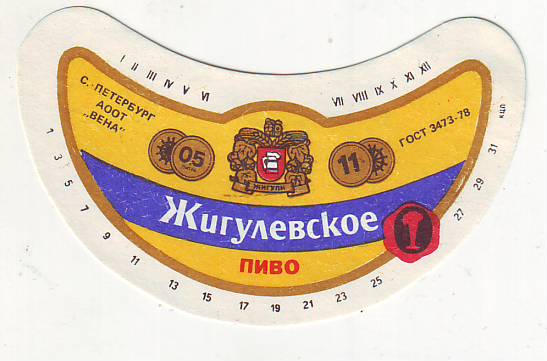 I II III IV V VI
VII VIII IX X XI XII
С.-ПЕТЕРБУРГ
АООТ
„ВЕНА"
05
11
ГОСТ 3473-78
ЖИГУЛИ
Жигулевское
ПИВО
1
1 3 5 7 9 11 13 15 17 19 21 23 25 27 29 31